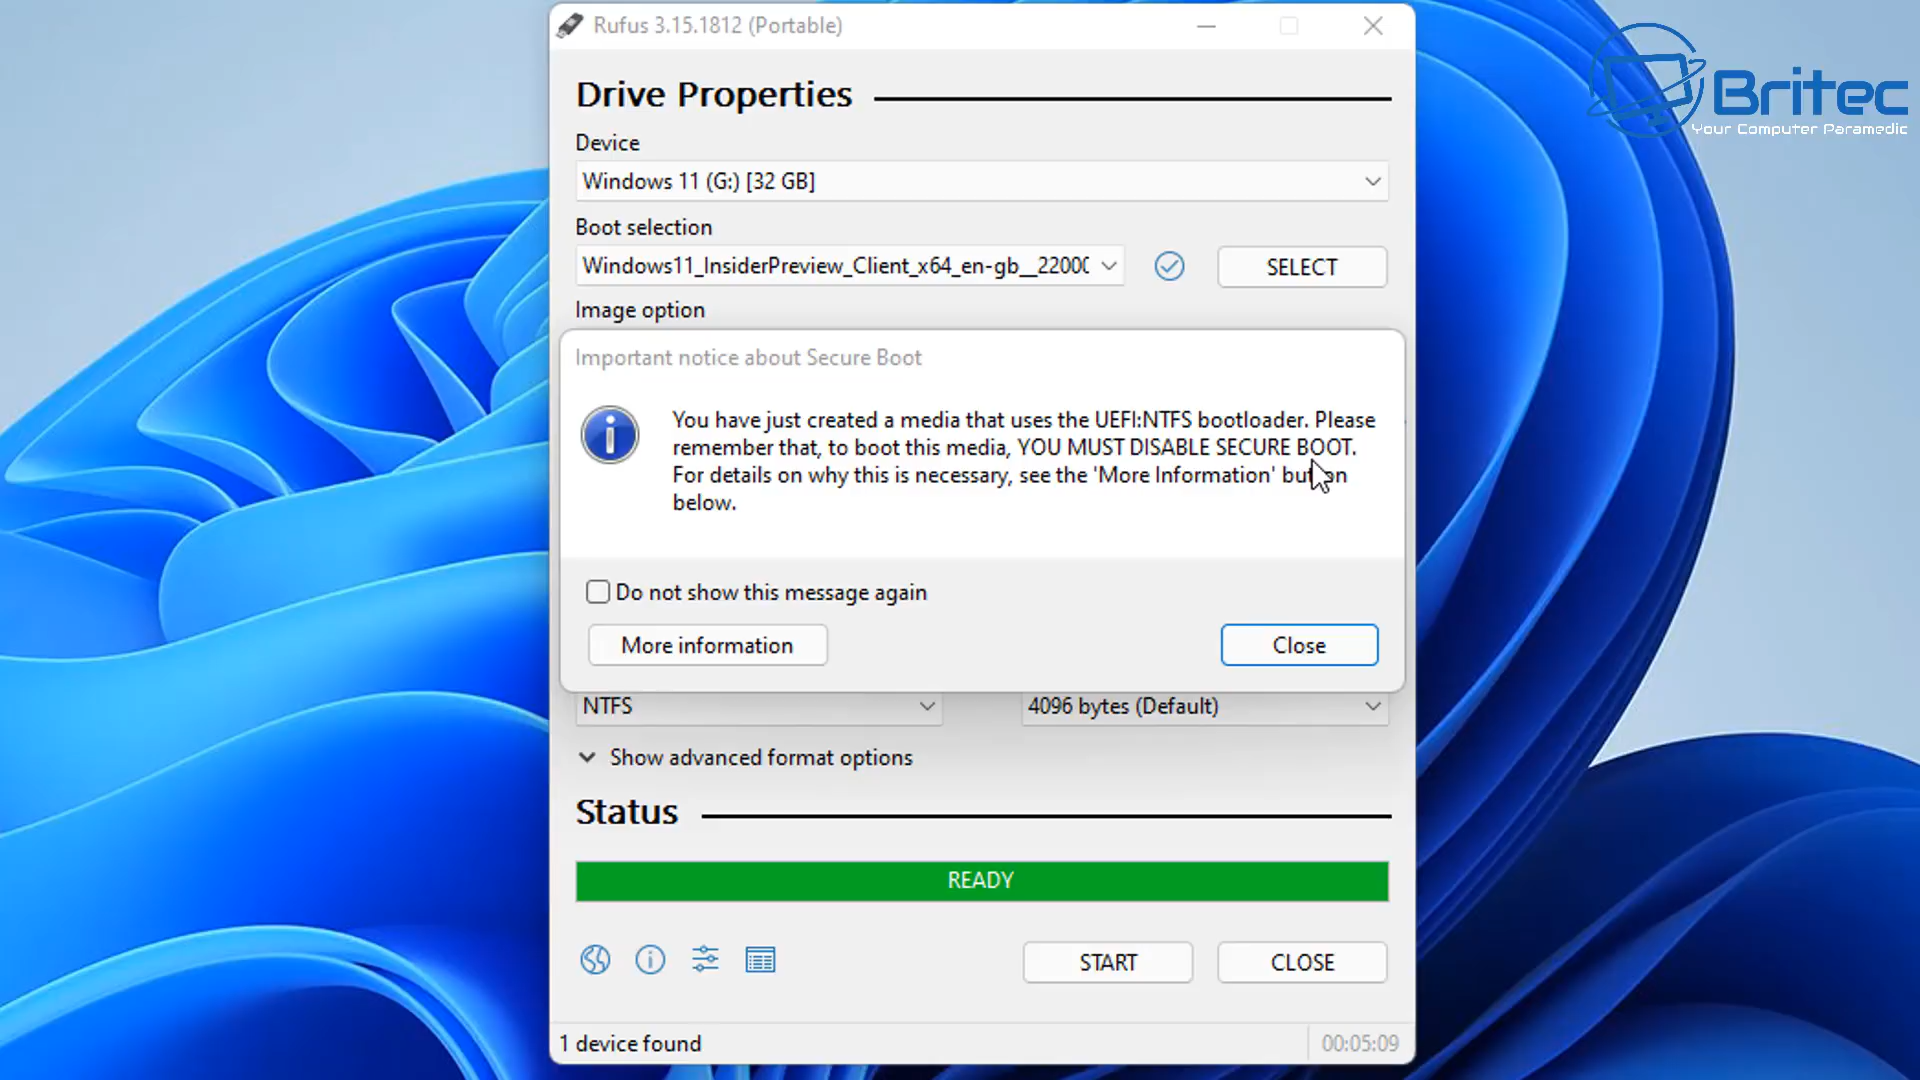 Rufus 3.15.1812 (Portable)
Britec
Your Computer Paramedic
Drive Properties
Device
Windows 11 (G:) [32 GB]
Boot selection
Windows11_InsiderPreview_Client_x64_en-gb__22000
SELECT
Image option
Important notice about Secure Boot
You have just created a media that uses the UEFI:NTFS bootloader. Please
remember that, to boot this media, YOU MUST DISABLE SECURE BOOT.
For details on why this is necessary, see the 'More Information' button
below.
Do not show this message again
More information
Close
NTFS
4096 bytes (Default)
Show advanced format options
Status
READY
START
CLOSE
1 device found
00:05:09